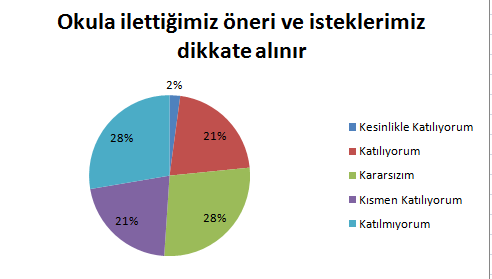 Okula ilettiğimiz öneri ve isteklerimiz
dikkate alınır
2%
21%
28%
21%
28%
Kesinlikle Katılıyorum
Katılıyorum
Kararsızım
Kısmen Katılıyorum
Katılmıyorum